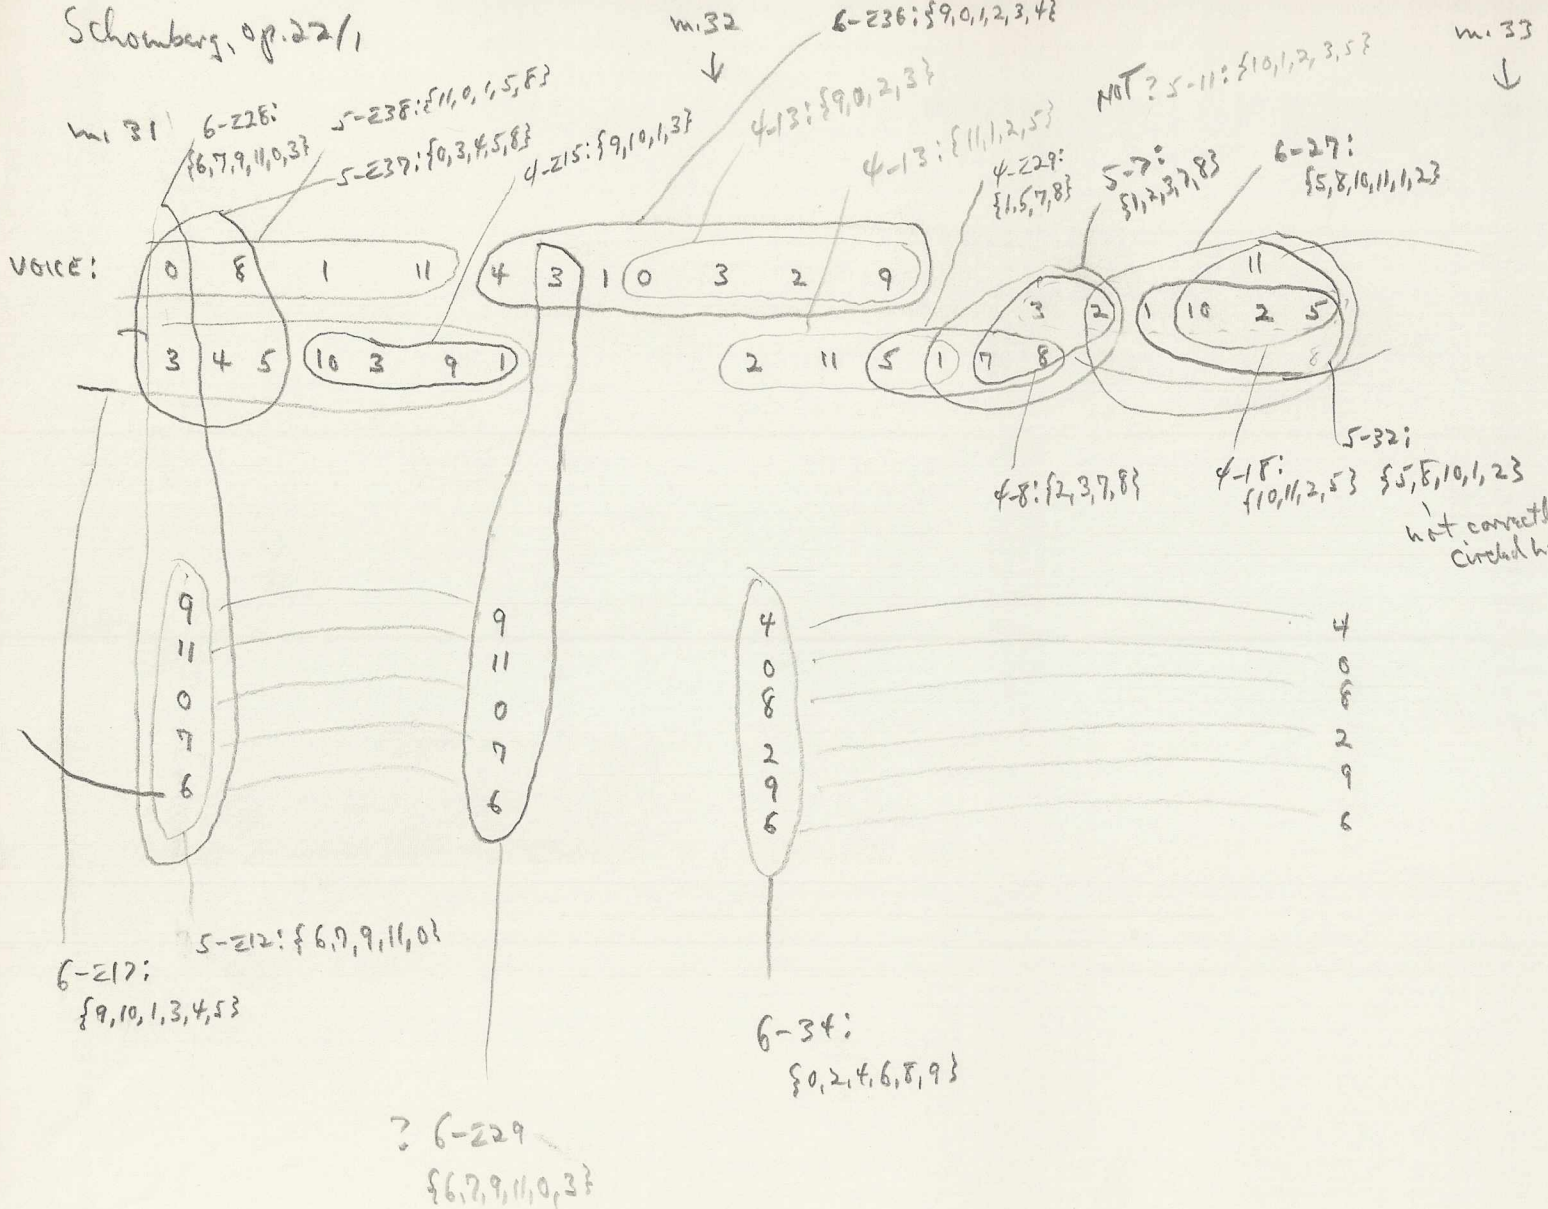 Schoenberg, op.22/1
m.32
6-Z36:{9,0,1,2,3,4}
m.33
↓
↓
m.31
6-Z28:
{6,7,9,11,0,3}
5-Z38:{11,0,1,5,8}
5-Z37:{0,3,4,5,8}
4-Z15:{9,10,1,3}
4-13:{9,0,2,3}
4-13:{11,1,2,5}
4-Z29:
{1,5,7,8}
NOT? 5-11:{10,1,2,3,5}
5-7:
{1,2,3,7,8}
6-27:
{5,8,10,11,1,2}
VOICE: 0 8 1 11 4 3 1 0 3 2 9
11
3 2 1 10 2 5
3 4 5 10 3 9 1 2 11 5 1 7 8 8
4-8:{2,3,7,8}
4-18:
{10,11,2,5}
5-32:
{5,8,10,1,2}
not correctly
circled
9 9 4 4
11 11 0 0
0 0 8 8
7 7 2 2
6 6 9 9
6 6
5-Z12:{6,7,9,11,0}
6-Z17:
{9,10,1,3,4,5}
6-34:
{0,2,4,6,8,9}
? 6-Z29
{6,7,9,11,0,3}